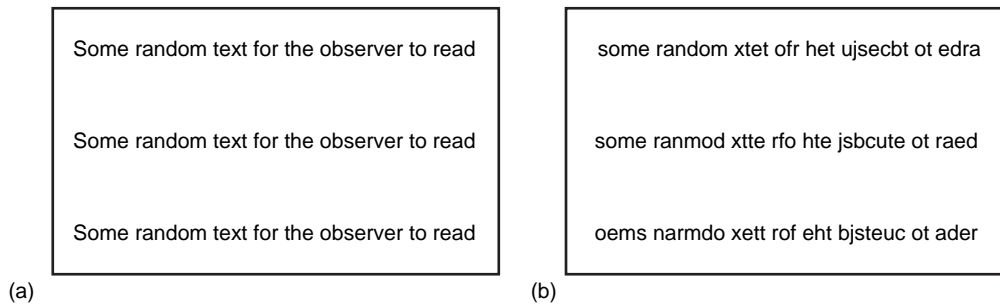 Some random text for the observer to read
Some random text for the observer to read
Some random text for the observer to read
(a)
some random xtet ofr het ujsecbt ot edra
some ranmod xtte rfo hte jsbcute ot raed
oems narmdo xett rof eht bjsteuc ot ader
(b)